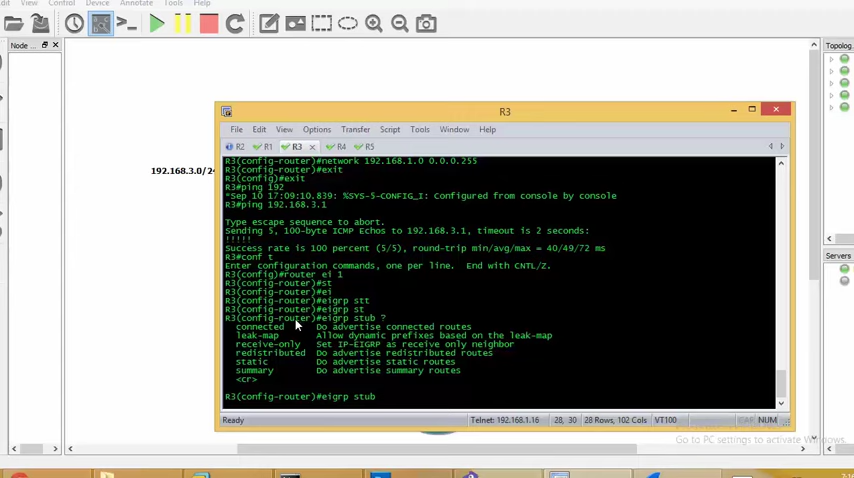 dit View Control Device Annotate Tools Help
Node ...
Topolog
192.168.3.0/24
R3
File Edit View Options Transfer Script Tools Window Help
R2 R1 R3 R4 R5
R3(config-router)#network 192.168.1.0 0.0.0.255
R3(config-router)#exit
R3(config)#exit
R3#ping 192
*Sep 10 17:09:10.839: %SYS-5-CONFIG_I: Configured from console by console
R3#ping 192.168.3.1
Type escape sequence to abort.
Sending 5, 100-byte ICMP Echos to 192.168.3.1, timeout is 2 seconds:
!!!!!
Success rate is 100 percent (5/5), round-trip min/avg/max = 40/49/72 ms
R3#conf t
Enter configuration commands, one per line.  End with CNTL/Z.
R3(config)#router ei 1
R3(config-router)#st
R3(config-router)#ei
R3(config-router)#eigrp stt
R3(config-router)#eigrp st
R3(config-router)#eigrp stub ?
connected Do advertise connected routes
leak-map Allow dynamic prefixes based on the leak-map
receive-only Set IP-EIGRP as receive only neighbor
redistributed Do advertise redistributed routes
static Do advertise static routes
summary Do advertise summary routes
<cr>
R3(config-router)#eigrp stub
Servers
Ready Telnet: 192.168.1.16 28, 30 28 Rows, 102 Cols VT100 CAP NUM
Go to PC settings to activate Windows.